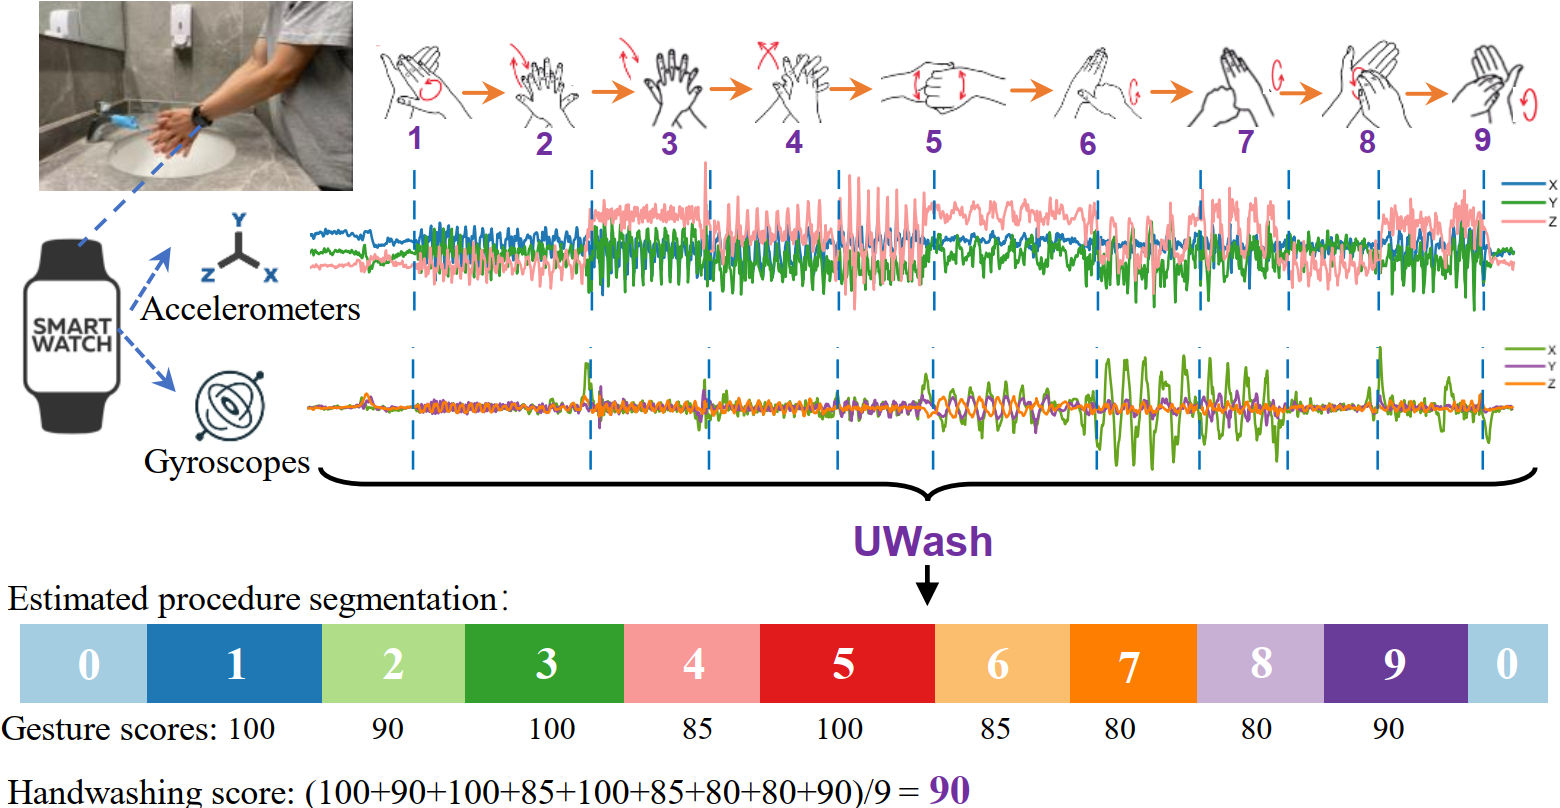 1 2 3 4 5 6 7 8 9
X
Y
Z
Y
Z X
Accelerometers
SMART
WATCH
X
Y
Z
Gyroscopes
UWash
Estimated procedure segmentation:
0 1 2 3 4 5 6 7 8 9 0
Gesture scores: 100 90 100 85 100 85 80 80 90
Handwashing score: (100+90+100+85+100+85+80+80+90)/9 = 90